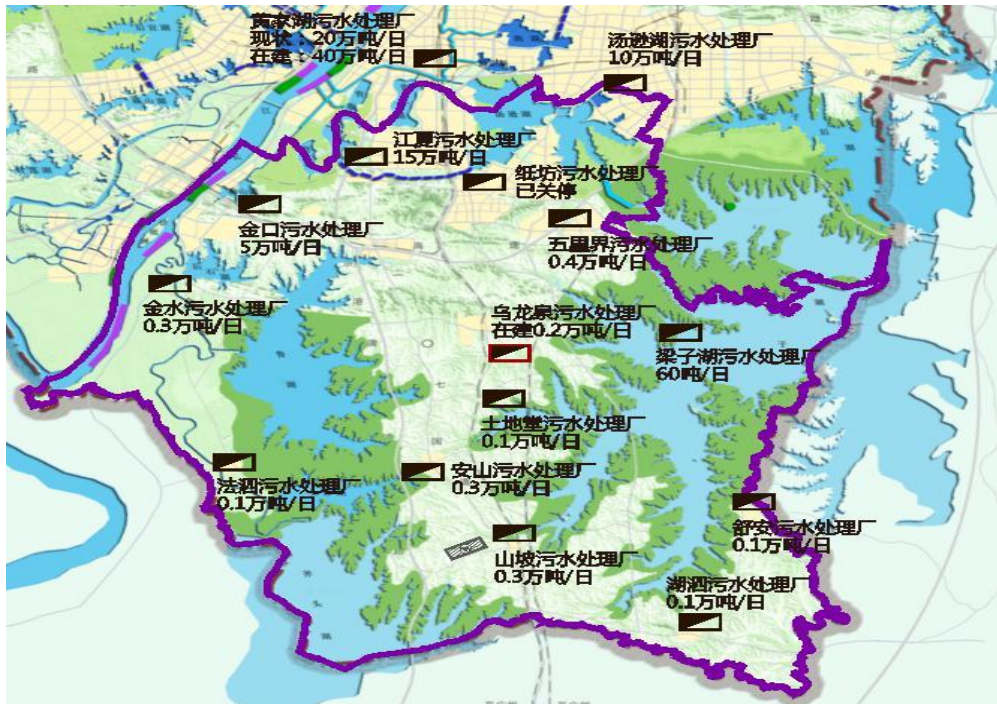 黄家湖污水处理厂
现状：20万吨/日
在建：40万吨/日
汤逊湖污水处理厂
10万吨/日
江夏污水处理厂
15万吨/日
纸坊污水处理厂
已关停
金口污水处理厂
5万吨/日
五里界污水处理厂
0.4万吨/日
金水污水处理厂
0.3万吨/日
乌龙泉污水处理厂
在建0.2万吨/日
梁子湖污水处理厂
60吨/日
土地堂污水处理厂
0.1万吨/日
安山污水处理厂
0.3万吨/日
法泗污水处理厂
0.1万吨/日
舒安污水处理厂
0.1万吨/日
山坡污水处理厂
0.3万吨/日
湖泗污水处理厂
0.1万吨/日